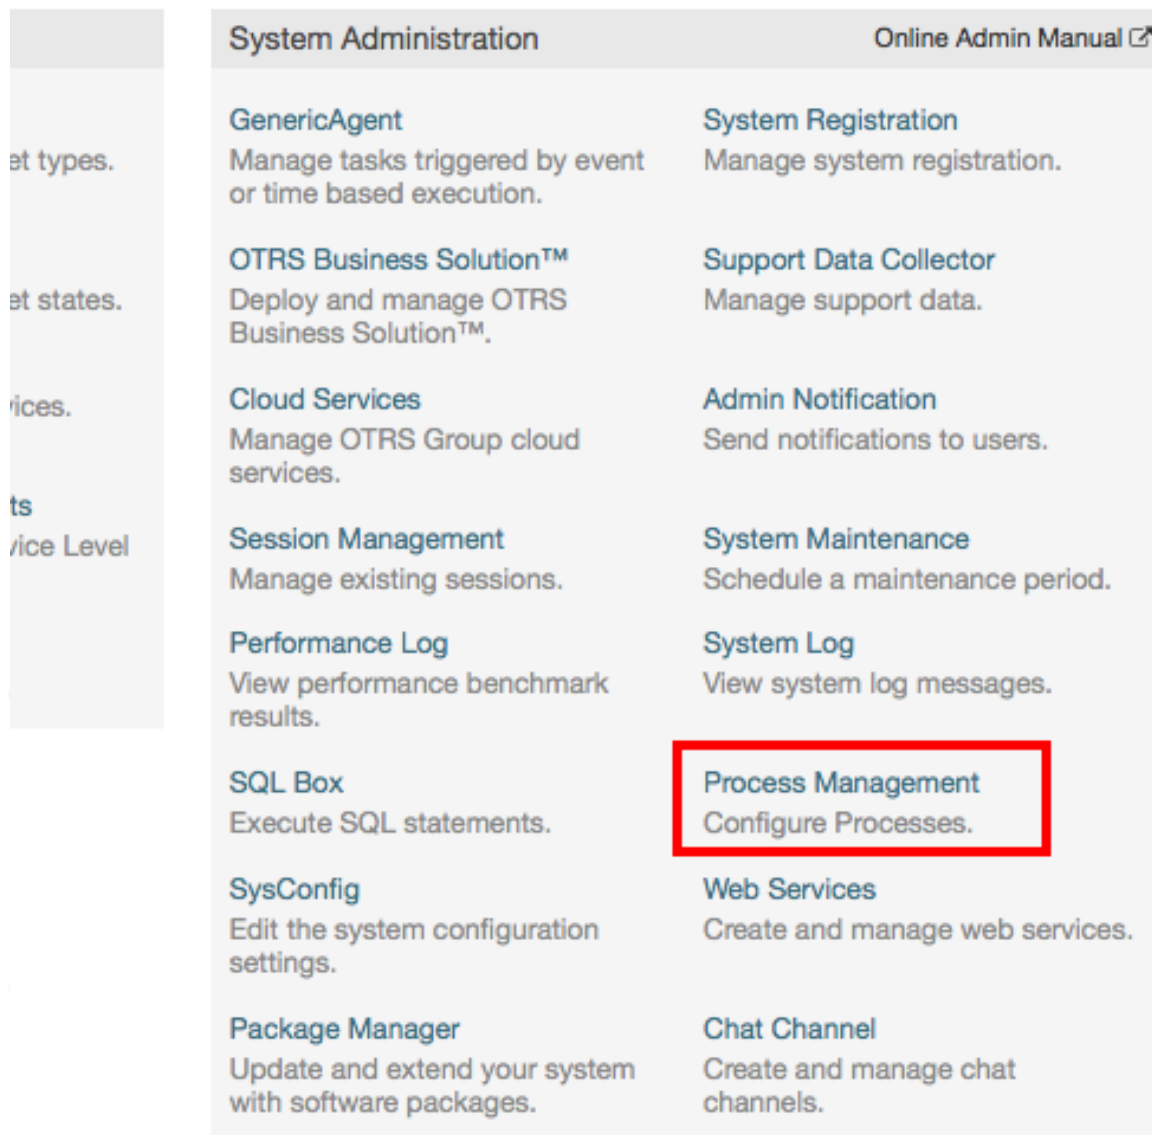 System Administration
Online Admin Manual
et types.
et states.
ices.
ts
vice Level
GenericAgent
Manage tasks triggered by event
or time based execution.
OTRS Business Solution™
Deploy and manage OTRS
Business Solution™.
Cloud Services
Manage OTRS Group cloud
services.
Session Management
Manage existing sessions.
Performance Log
View performance benchmark
results.
SQL Box
Execute SQL statements.
SysConfig
Edit the system configuration
settings.
Package Manager
Update and extend your system
with software packages.
System Registration
Manage system registration.
Support Data Collector
Manage support data.
Admin Notification
Send notifications to users.
System Maintenance
Schedule a maintenance period.
System Log
View system log messages.
Process Management
Configure Processes.
Web Services
Create and manage web services.
Chat Channel
Create and manage chat
channels.